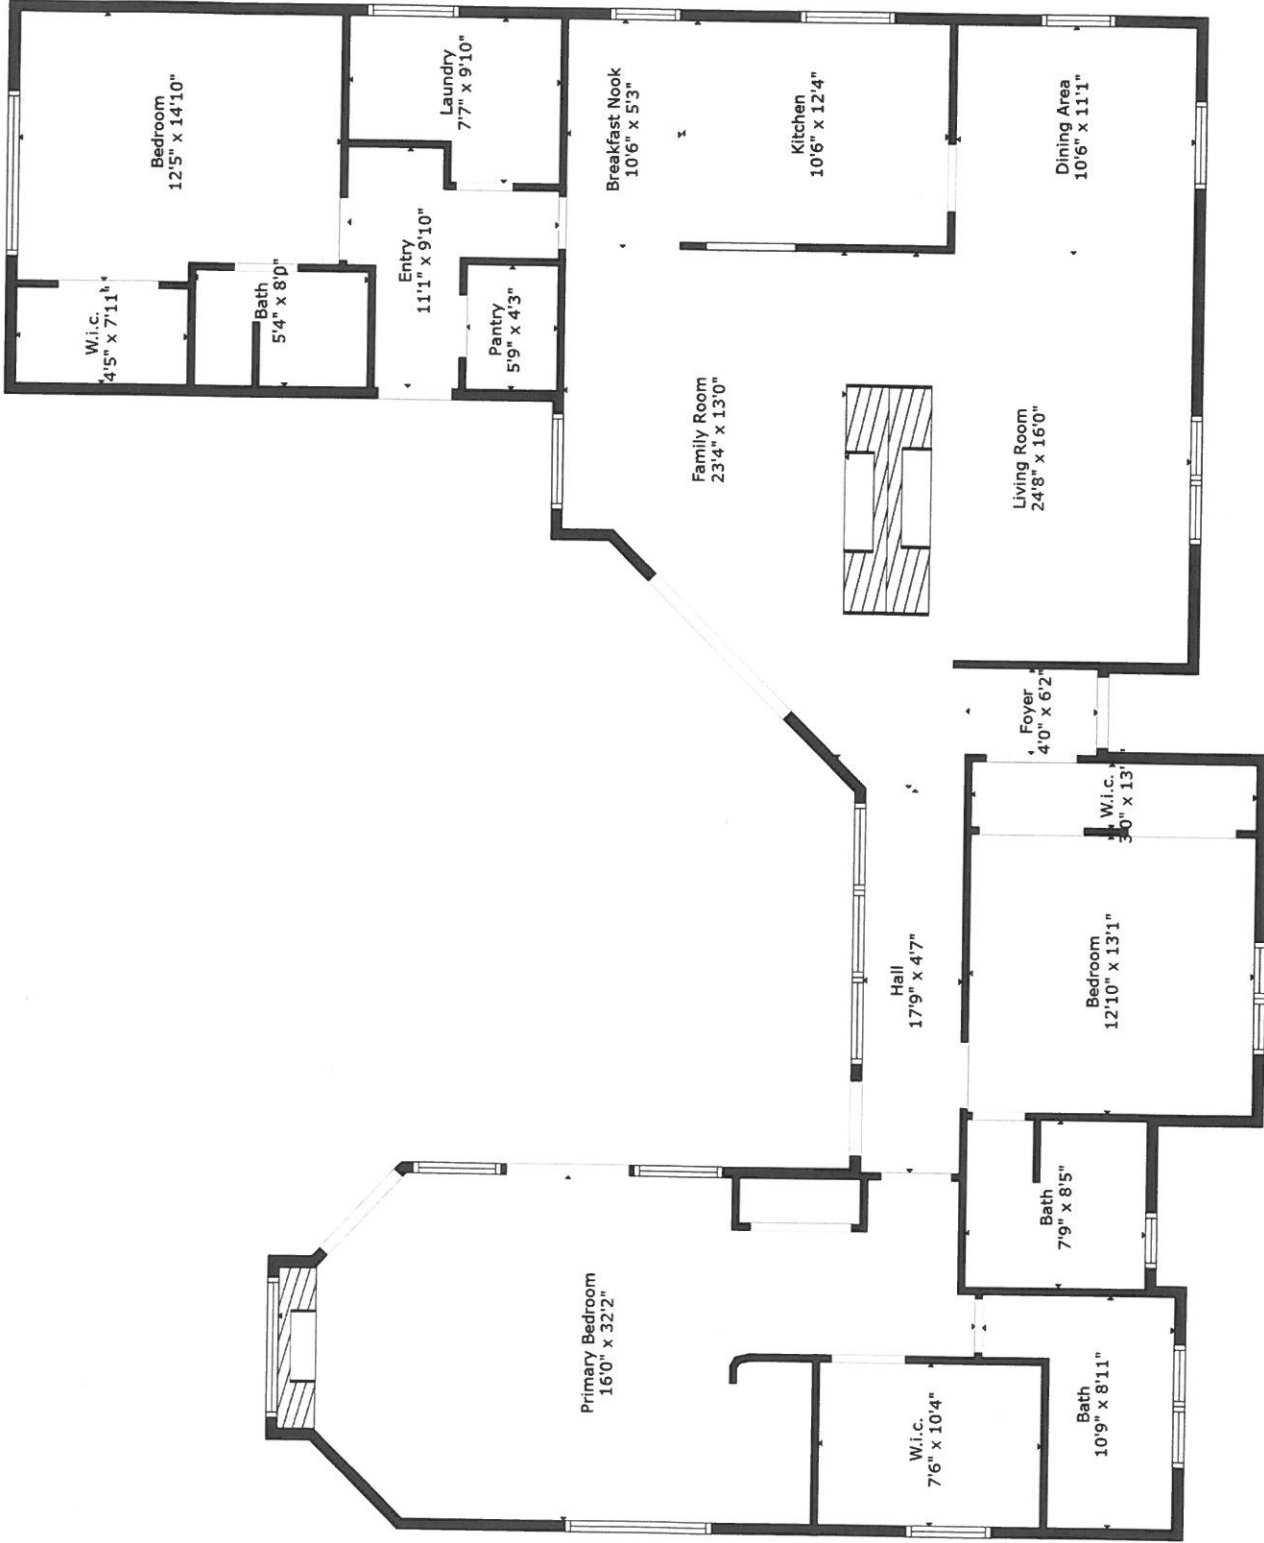 Bedroom
12'5" x 14'10"
Laundry
7'7" x 9'10"
Breakfast Nook
10'6" x 5'3"
Kitchen
10'6" x 12'4"
Dining Area
10'6" x 11'1"
W.i.c.
4'5" x 7'11"
Bath
5'4" x 8'0"
Entry
11'1" x 9'10"
Pantry
5'9" x 4'3"
Family Room
23'4" x 13'0"
Living Room
24'8" x 16'0"
Foyer
4'0" x 6'2"
W.i.c.
3'0" x 13'1"
Hall
17'9" x 4'7"
Bedroom
12'10" x 13'1"
Bath
7'9" x 8'5"
Primary Bedroom
16'0" x 32'2"
W.i.c.
7'6" x 10'4"
Bath
10'9" x 8'11"